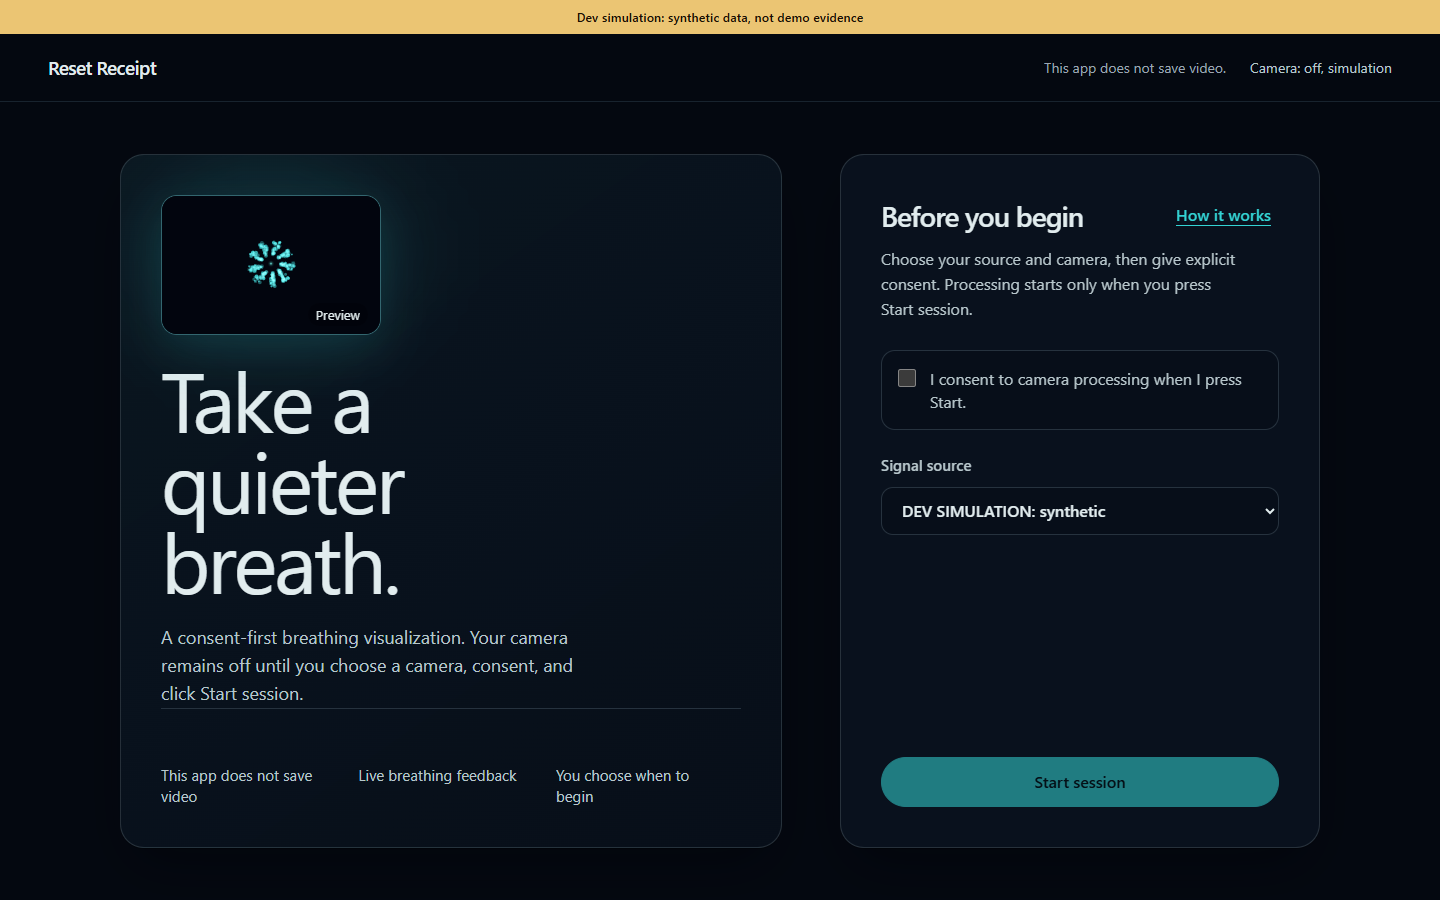 Dev simulation: synthetic data, not demo evidence
Reset Receipt
This app does not save video.
Camera: off, simulation
Preview
Take a
quieter
breath.
A consent-first breathing visualization. Your camera
remains off until you choose a camera, consent, and
click Start session.
This app does not save
video
Live breathing feedback
You choose when to
begin
Before you begin
How it works
Choose your source and camera, then give explicit
consent. Processing starts only when you press
Start session.
I consent to camera processing when I press
Start.
Signal source
DEV SIMULATION: synthetic
Start session